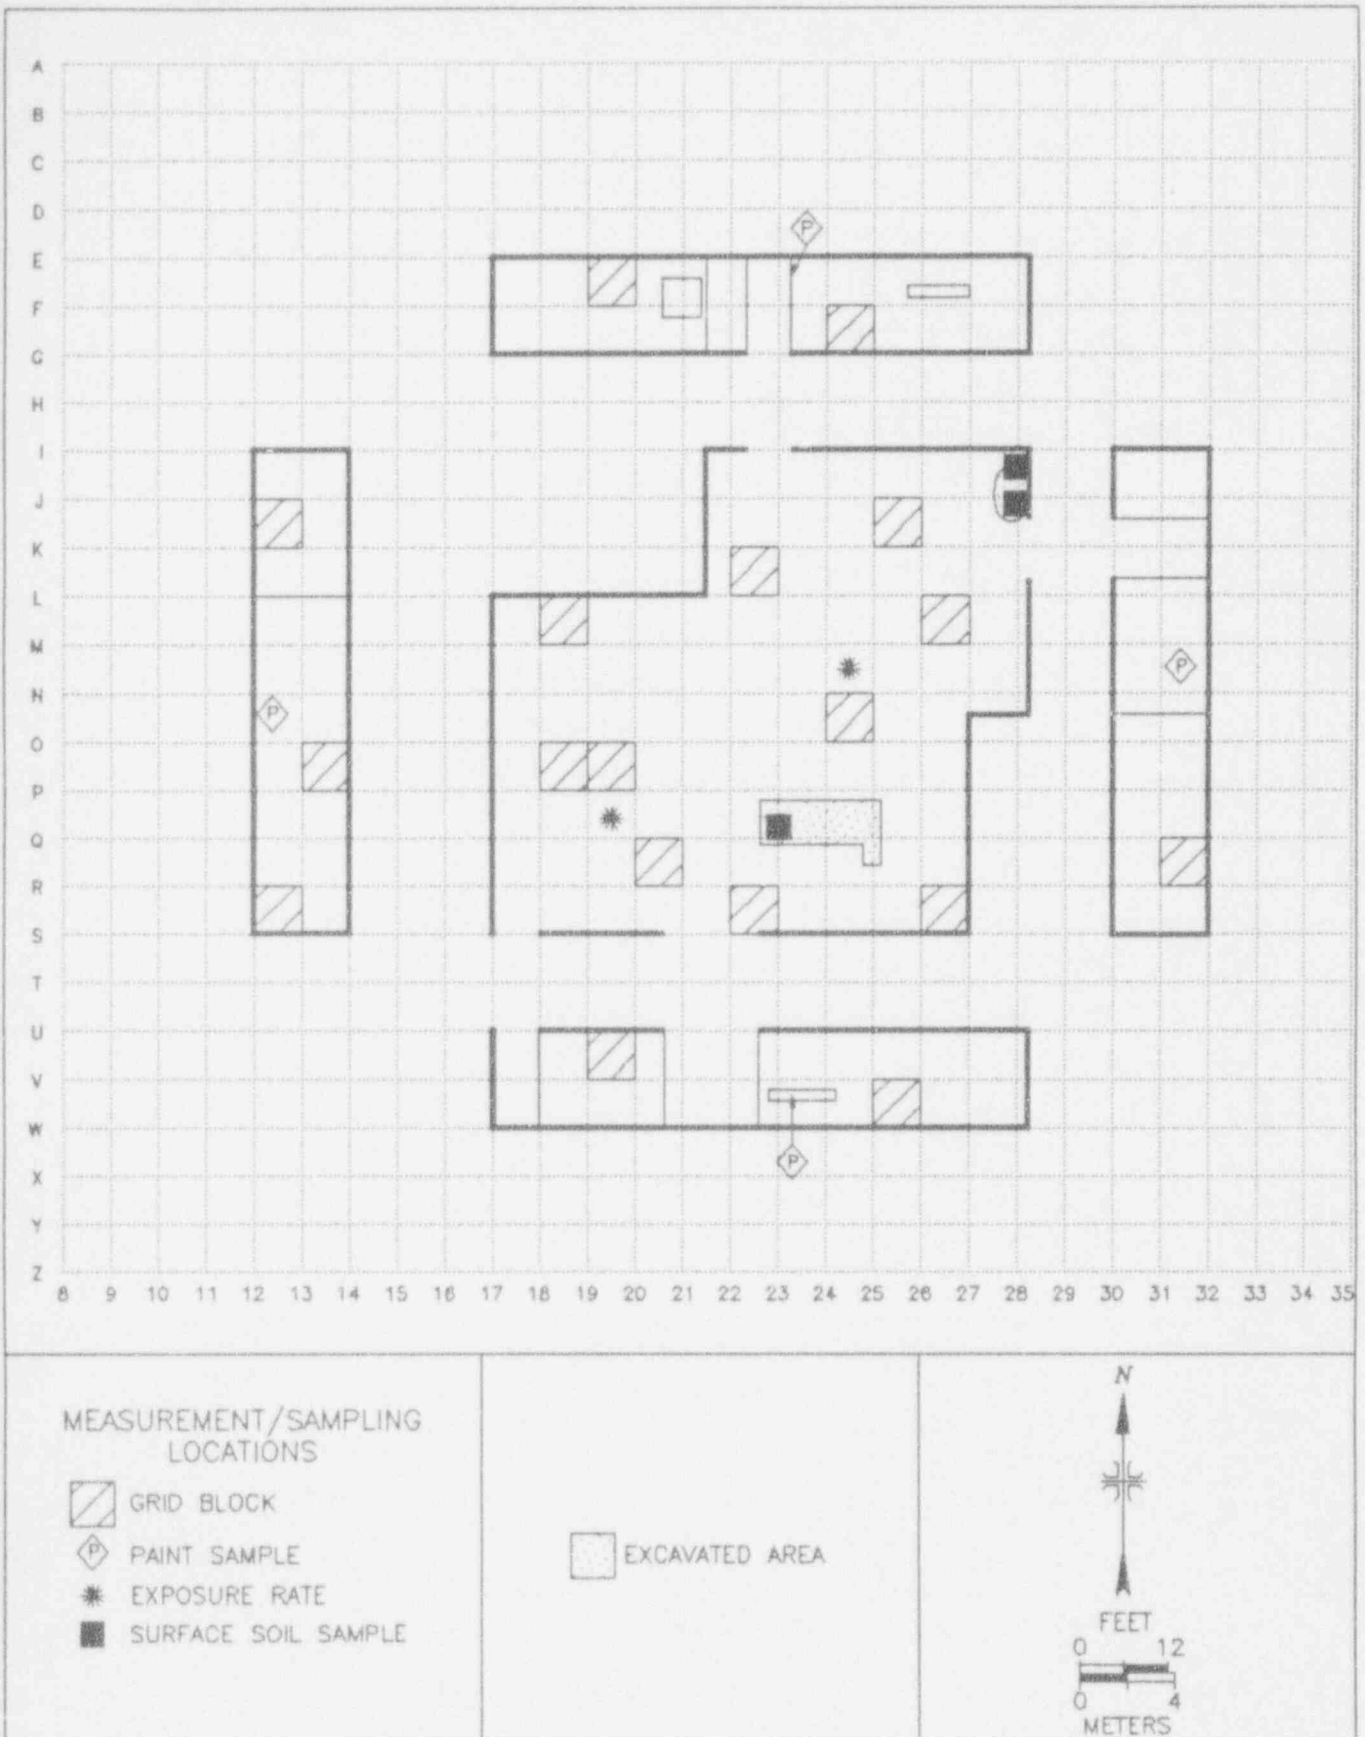 A
B
C
D
P
E
F
G
H
I
J
K
L
M
P
N
P
O
P
Q
R
S
T
U
V
W
P
X
Y
Z
8 9 10 11 12 13 14 15 16 17 18 19 20 21 22 23 24 25 26 27 28 29 30 31 32 33 34 35
MEASUREMENT/SAMPLING
LOCATIONS
GRID BLOCK
P PAINT SAMPLE
EXPOSURE RATE
SURFACE SOIL SAMPLE
EXCAVATED AREA
N
FEET
0 12
0 4
METERS